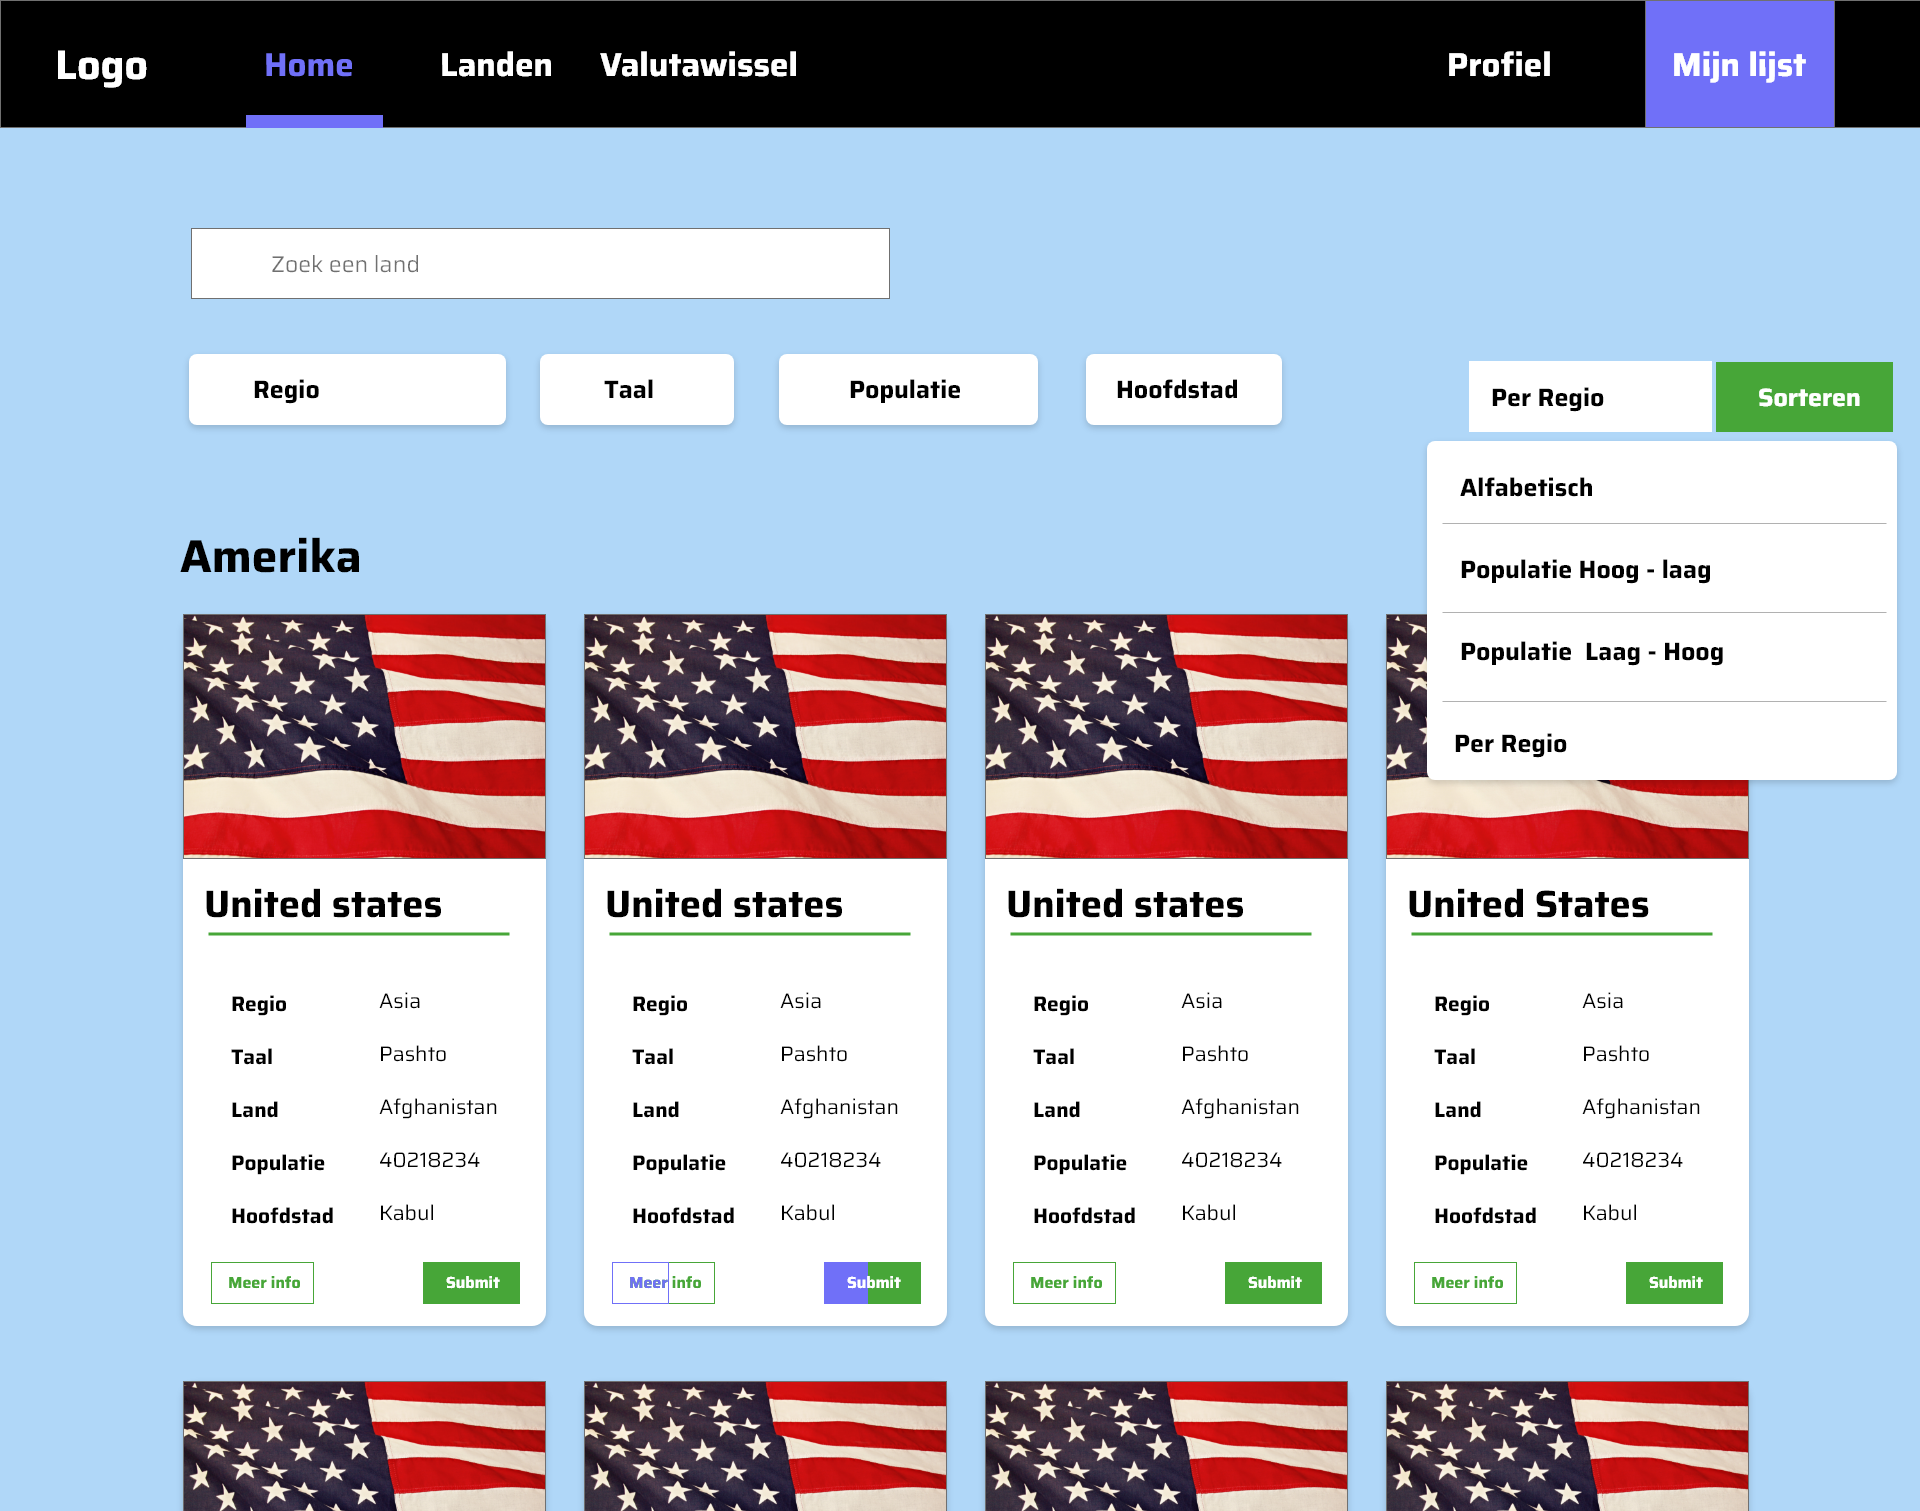 Logo
Home
Landen
Valutawissel
Profiel
Mijn lijst
Zoek een land
Regio
Taal
Populatie
Hoofdstad
Per Regio
Sorteren
Alfabetisch
Populatie Hoog - laag
Populatie  Laag - Hoog
Per Regio
Amerika
United states
Regio Asia
Taal Pashto
Land Afghanistan
Populatie 40218234
Hoofdstad Kabul
Meer info
Submit
United states
Regio Asia
Taal Pashto
Land Afghanistan
Populatie 40218234
Hoofdstad Kabul
Meer info
Submit
United states
Regio Asia
Taal Pashto
Land Afghanistan
Populatie 40218234
Hoofdstad Kabul
Meer info
Submit
United States
Regio Asia
Taal Pashto
Land Afghanistan
Populatie 40218234
Hoofdstad Kabul
Meer info
Submit